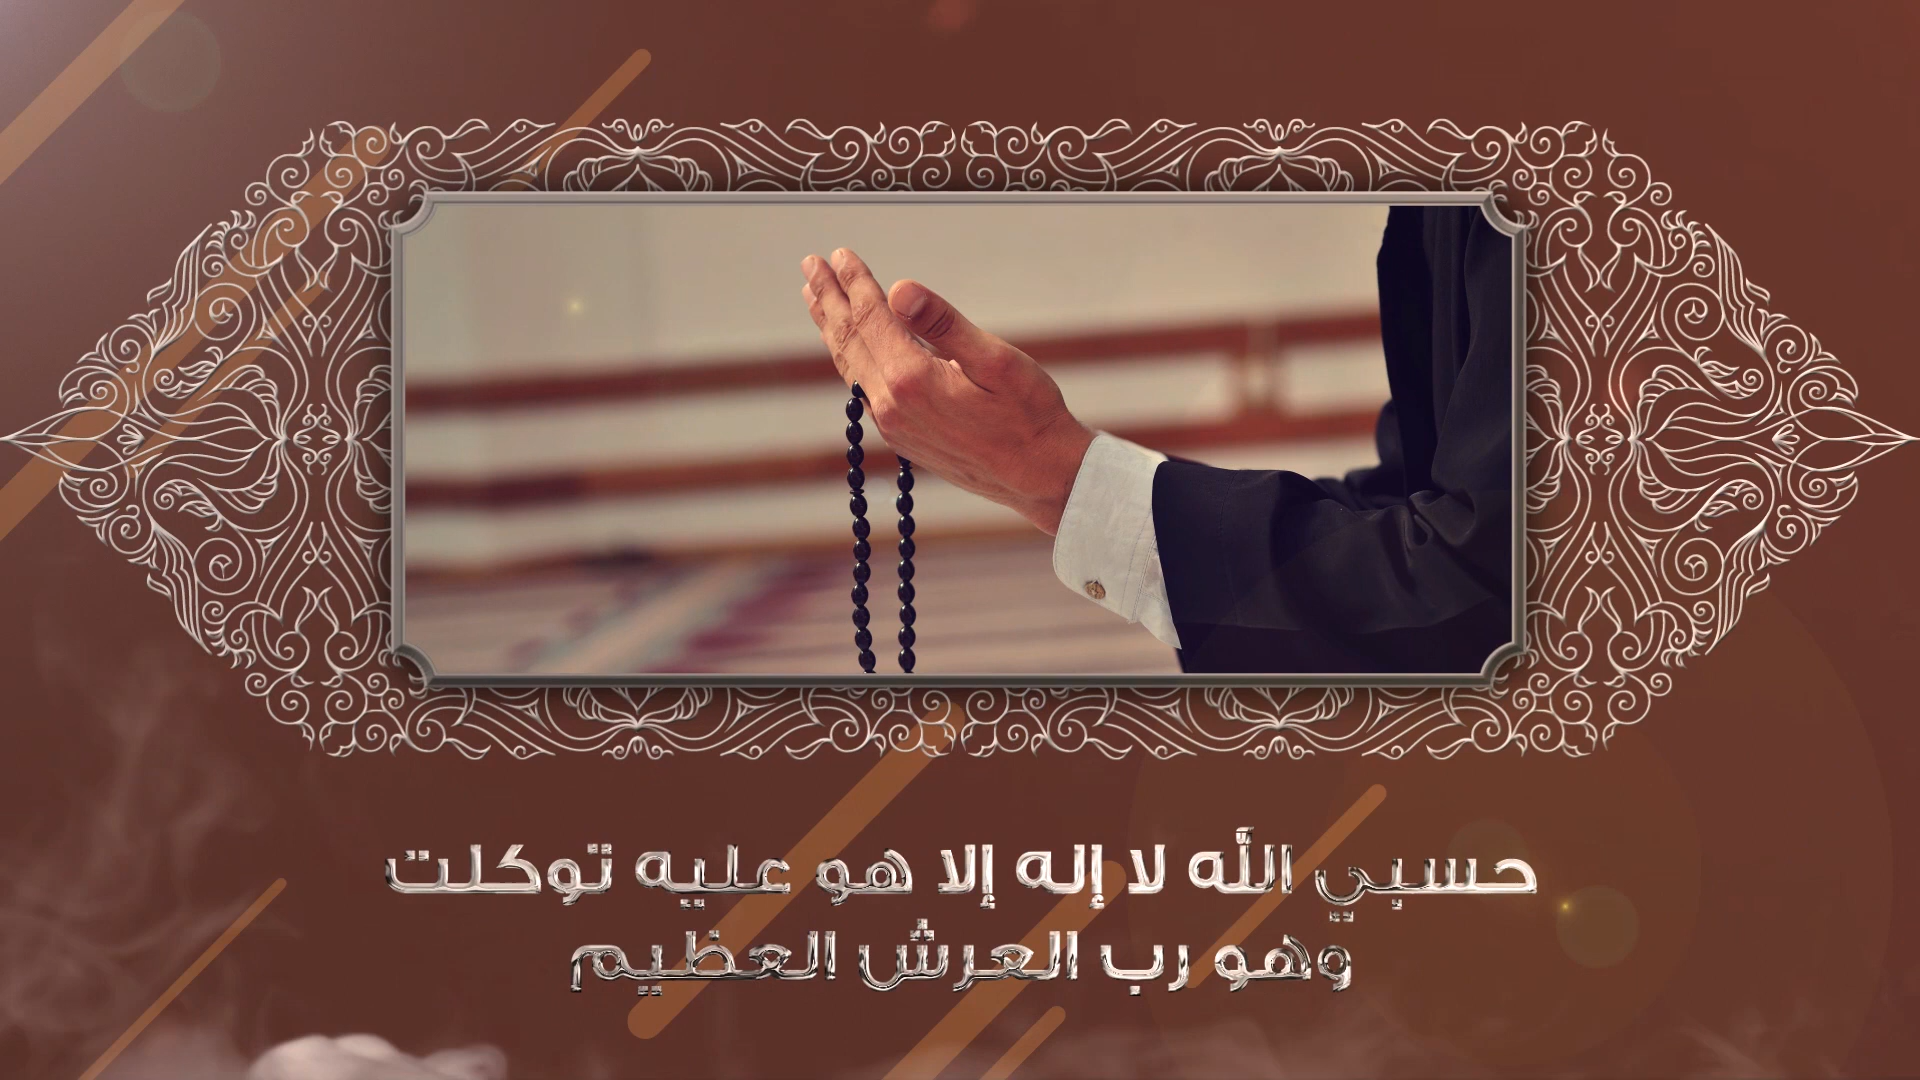 حسبي الله لا إله إلا هو عليه توكلت
وهو رب العرش العظيم